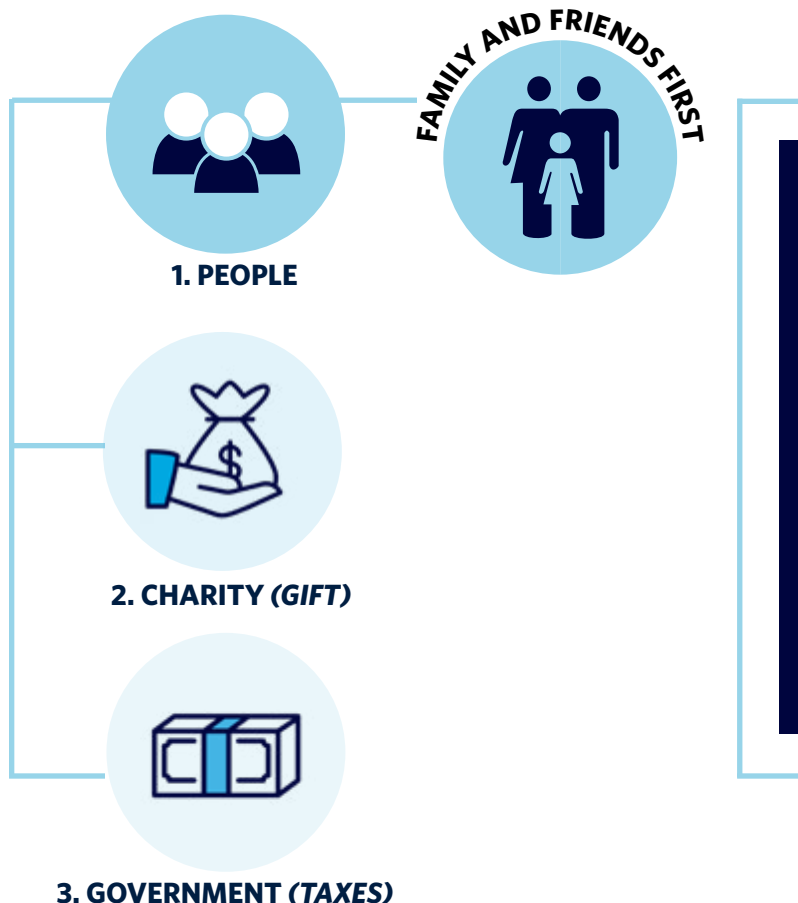 FAMILY AND FRIENDS FIRST
1. PEOPLE
$
2. CHARITY (GIFT)
3. GOVERNMENT (TAXES)